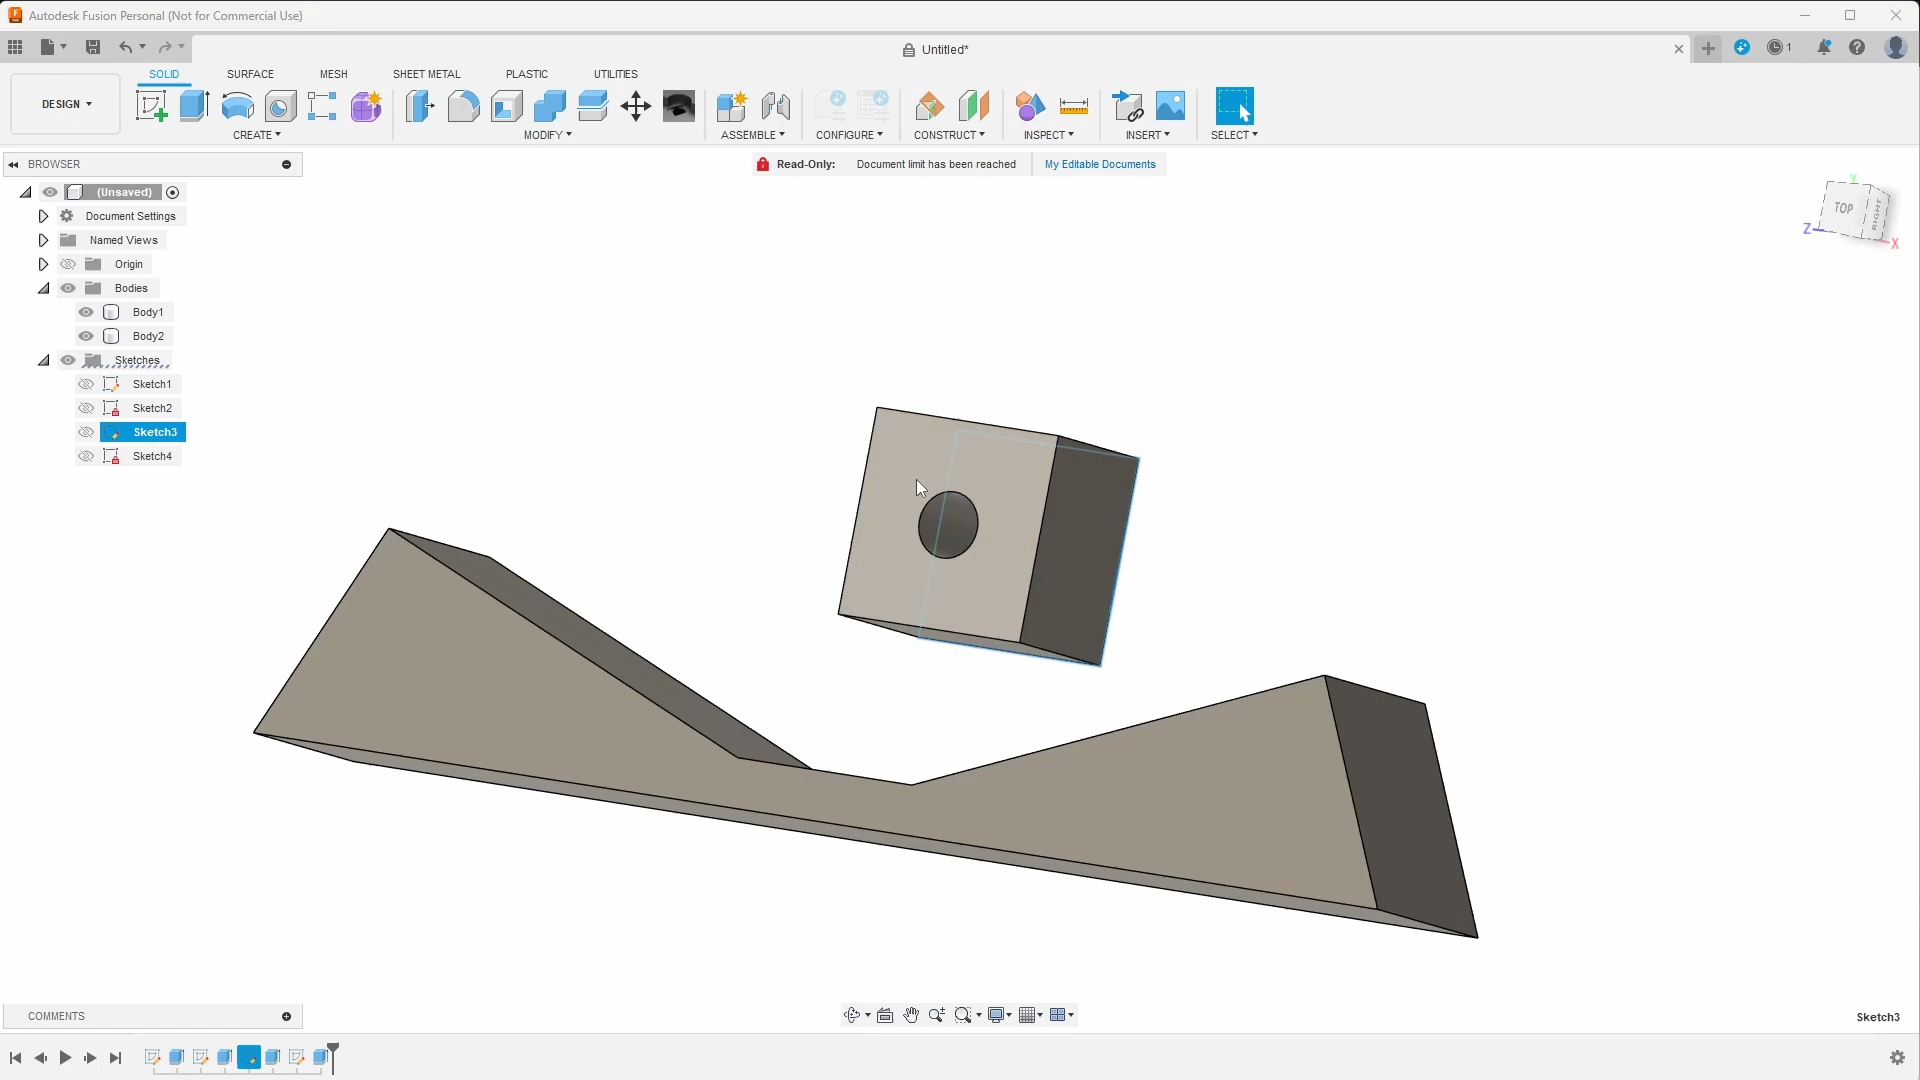 Autodesk Fusion Personal (Not for Commercial Use)
Untitled*
1
DESIGN
SOLID
SURFACE
MESH
SHEET METAL
PLASTIC
UTILITIES
CREATE
MODIFY
ASSEMBLE
CONFIGURE
CONSTRUCT
INSPECT
INSERT
SELECT
BROWSER
Read-Only:
Document limit has been reached
My Editable Documents
(Unsaved)
Document Settings
Named Views
Origin
Bodies
Body1
Body2
Sketches
Sketch1
Sketch2
Sketch3
Sketch4
Y
TOP
RIGHT
Z
X
COMMENTS
Sketch3